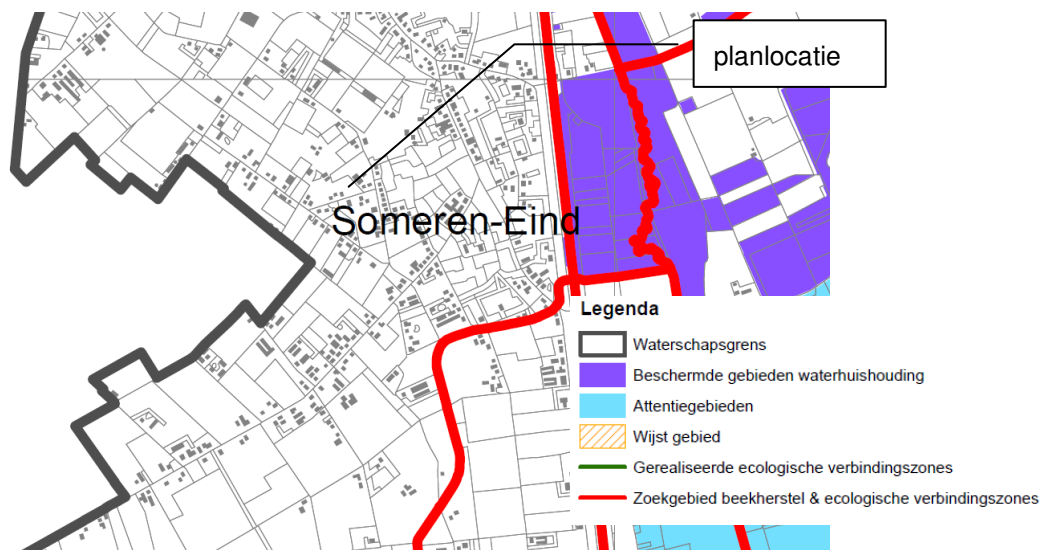 planlocatie
Someren-Eind
Legenda
Waterschapsgrens
Beschermde gebieden waterhuishouding
Attentiegebieden
Wijst gebied
Gerealiseerde ecologische verbindingszones
Zoekgebied beekherstel & ecologische verbindingszones